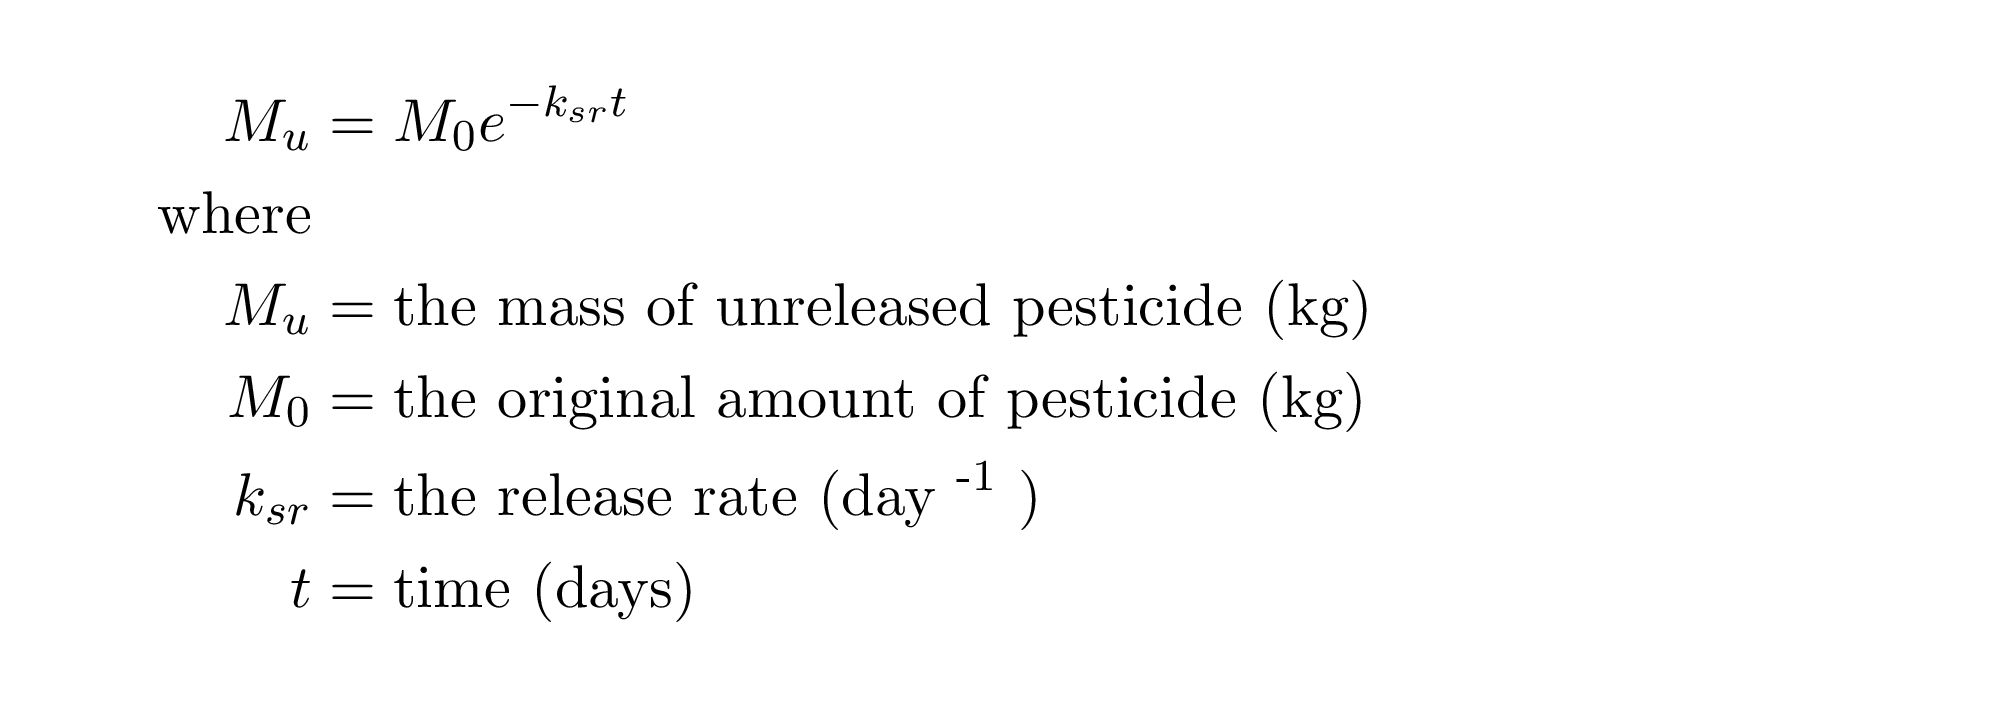 M_u = M_0 e^{-k_{sr} t}
where
M_u = the mass of unreleased pesticide (kg)
M_0 = the original amount of pesticide (kg)
k_{sr} = the release rate (day ^{-1} )
t = time (days)